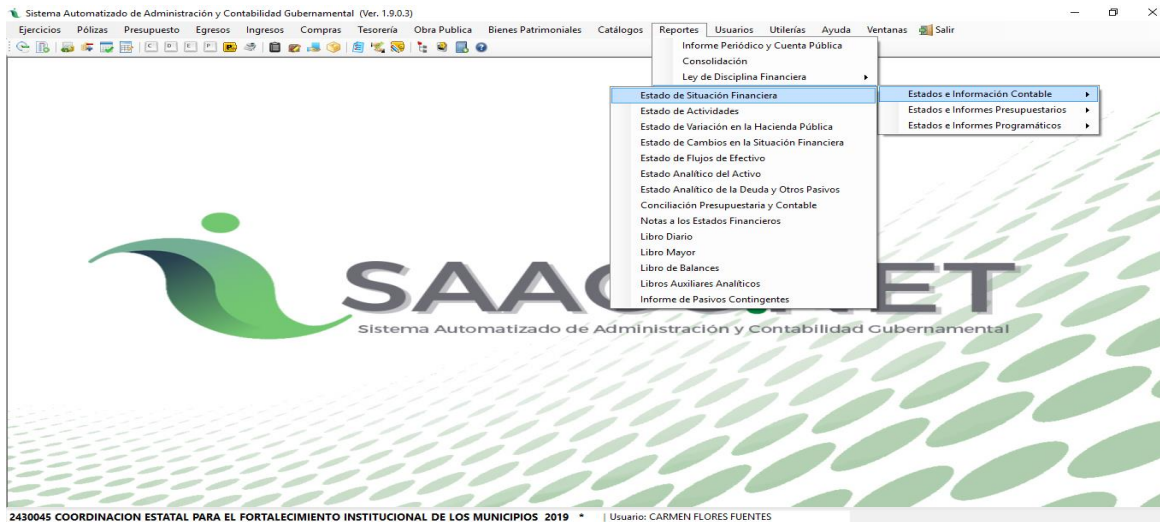 Sistema Automatizado de Administración y Contabilidad Gubernamental (Ver. 1.9.0.3)
Ejercicios Pólizas Presupuesto Egresos Ingresos Compras Tesorería Obra Publica Bienes Patrimoniales Catálogos Reportes Usuarios Utilerías Ayuda Ventanas Salir
Informe Periódico y Cuenta Pública
Consolidación
Ley de Disciplina Financiera
Estados e Información Contable
Estados e Informes Presupuestarios
Estados e Informes Programáticos
Estado de Situación Financiera
Estado de Actividades
Estado de Variación en la Hacienda Pública
Estado de Cambios en la Situación Financiera
Estado de Flujos de Efectivo
Estado Analítico del Activo
Estado Analítico de la Deuda y Otros Pasivos
Conciliación Presupuestaria y Contable
Notas a los Estados Financieros
Libro Diario
Libro Mayor
Libro de Balances
Libros Auxiliares Analíticos
Informe de Pasivos Contingentes
Sistema Automatizado de Administración y Contabilidad Gubernamental
2430045 COORDINACION ESTATAL PARA EL FORTALECIMIENTO INSTITUCIONAL DE LOS MUNICIPIOS 2019 * | Usuario: CARMEN FLORES FUENTES